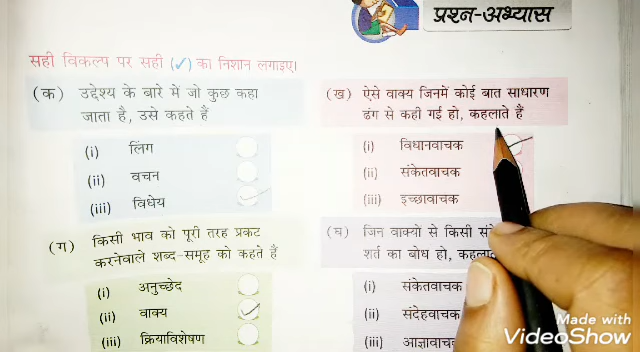 प्रश्न-अभ्यास
सही विकल्प पर सही (✓) का निशान लगाइए।
(क) उद्देश्य के बारे में जो कुछ कहा
जाता है, उसे कहते हैं
(i) लिंग
(ii) वचन
(iii) विधेय
(ख) ऐसे वाक्य जिनमें कोई बात साधारण
ढंग से कही गई हो, कहलाते हैं
(i) विधानवाचक
(ii) संकेतवाचक
(iii) इच्छावाचक
(ग) किसी भाव को पूरी तरह प्रकट
करनेवाले शब्द-समूह को कहते हैं
(i) अनुच्छेद
(ii) वाक्य
(iii) क्रियाविशेषण
(घ) जिन वाक्यों से किसी
शर्त का बोध हो,
(i) संकेतवाचक
(ii) संदेहवाचक
(iii)
Made with
VideoShow